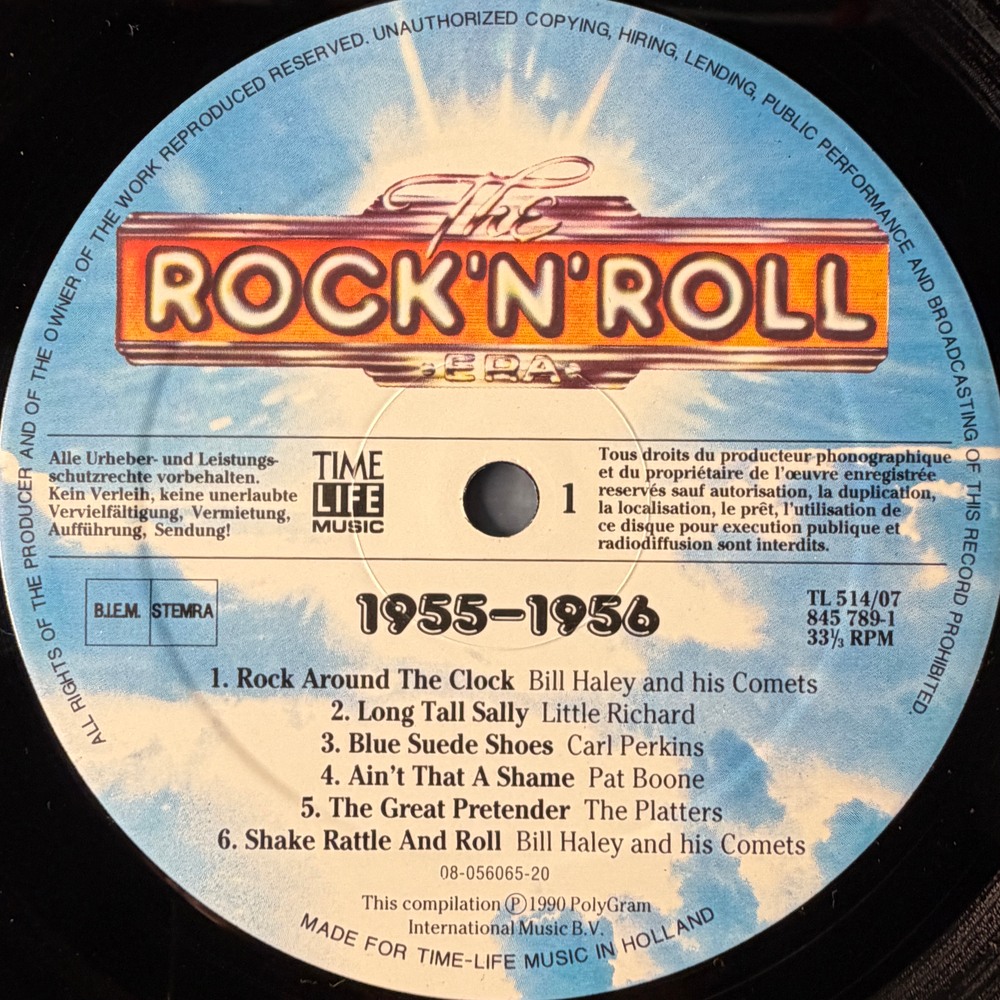 ALL RIGHTS OF THE PRODUCER AND OF THE OWNER OF THE WORK REPRODUCED RESERVED. UNAUTHORIZED COPYING, HIRING, LENDING, PUBLIC PERFORMANCE AND BROADCASTING OF THIS RECORD PROHIBITED.
The
ROCK'N'ROLL
ERA
Alle Urheber- und Leistungs-
schutzrechte vorbehalten.
Kein Verleih, keine unerlaubte
Vervielfältigung, Vermietung,
Aufführung, Sendung!
TIME
LIFE
MUSIC
1
Tous droits du producteur phonographique
et du propriétaire de l'œuvre enregistrée
reservés sauf autorisation, la duplication,
la localisation, le prêt, l'utilisation de
ce disque pour execution publique et
radiodiffusion sont interdits.
B.I.E.M. STEMRA
1955-1956
TL 514/07
845 789-1
33⅓ RPM
1. Rock Around The Clock Bill Haley and his Comets
2. Long Tall Sally Little Richard
3. Blue Suede Shoes Carl Perkins
4. Ain't That A Shame Pat Boone
5. The Great Pretender The Platters
6. Shake Rattle And Roll Bill Haley and his Comets
08-056065-20
This compilation Ⓟ1990 PolyGram
International Music B.V.
MADE FOR TIME-LIFE MUSIC IN HOLLAND